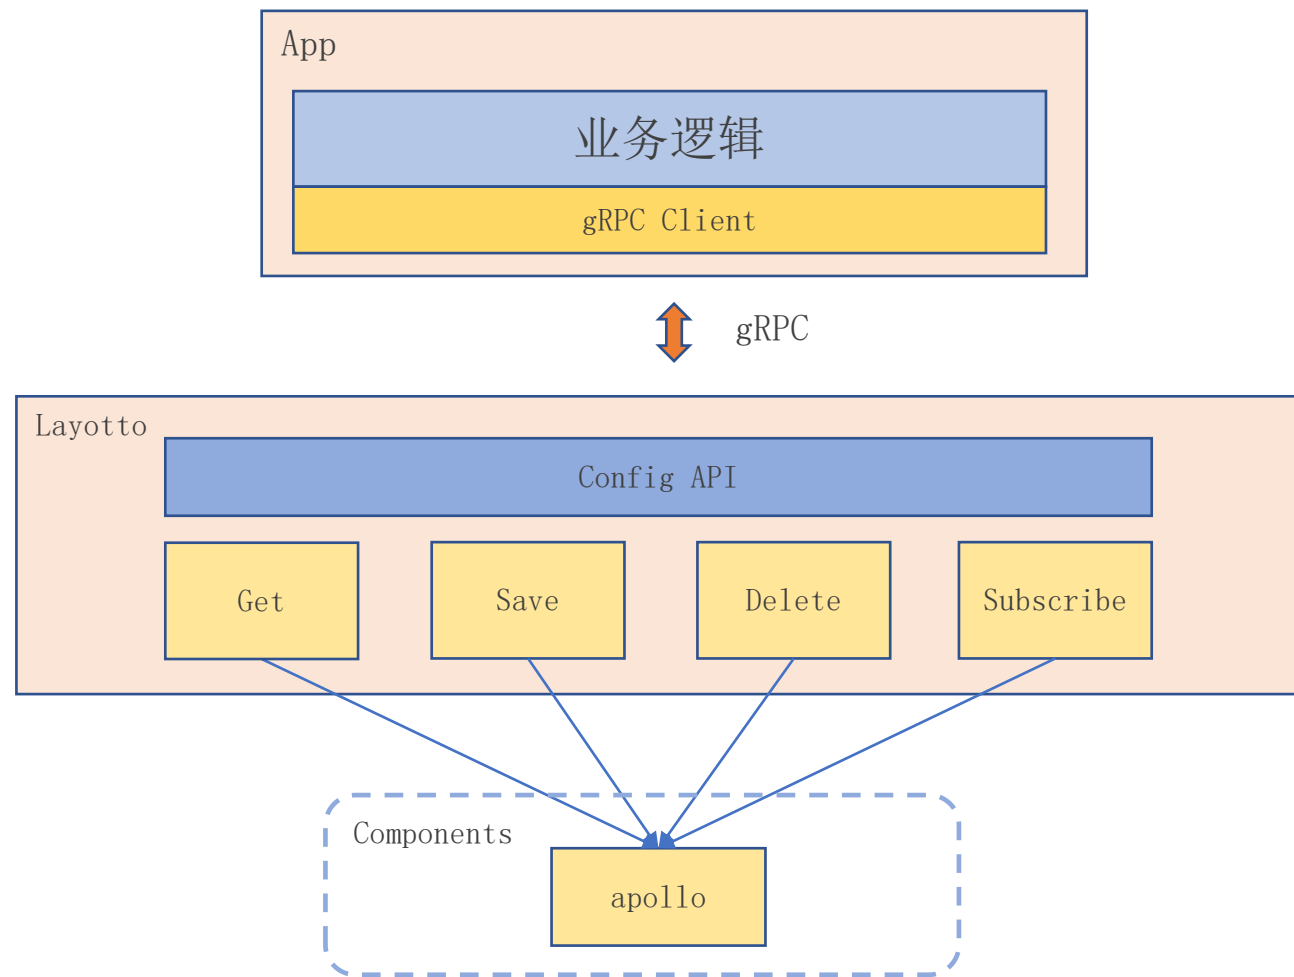 App
业务逻辑
gRPC Client
gRPC
Layotto
Config API
Get
Save
Delete
Subscribe
Components
apollo